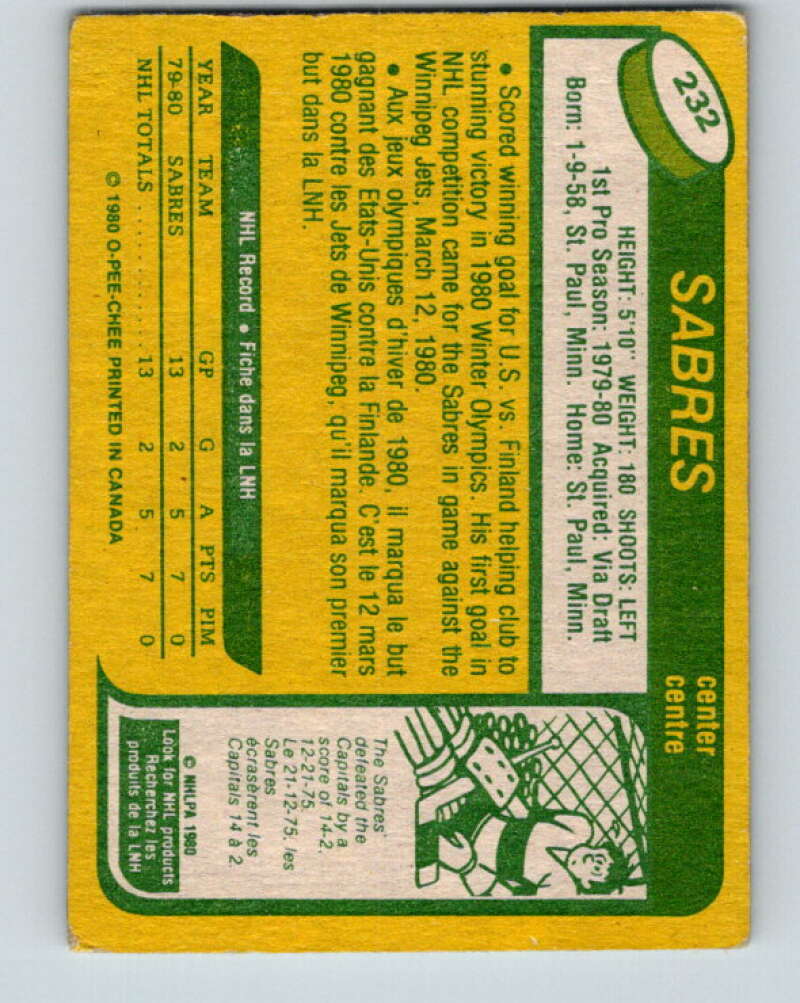 232
SABRES
center
centre
HEIGHT: 5'10" WEIGHT: 180 SHOOTS: LEFT
1st Pro Season: 1979-80 Acquired: Via Draft
Born: 1-9-58, St. Paul, Minn. Home: St. Paul, Minn.
• Scored winning goal for U.S. vs. Finland helping club to
stunning victory in 1980 Winter Olympics. His first goal in
NHL competition came for the Sabres in game against the
Winnipeg Jets, March 12, 1980.
• Aux jeux olympiques d'hiver de 1980, il marqua le but
gagnant des Etats-Unis contre la Finlande. C'est le 12 mars
1980 contre les Jets de Winnipeg, qu'il marqua son premier
but dans la LNH.
NHL Record • Fiche dans la LNH
YEAR TEAM GP G A PTS PIM
79-80 SABRES 13 2 5 7 0
NHL TOTALS .......... 13 2 5 7 0
© 1980 O-PEE-CHEE PRINTED IN CANADA
The Sabres'
defeated the
Capitals by a
score of 14-2,
12-21-75.
Le 21-12-75, les
Sabres
écrasèrent les
Capitals 14 à 2.
© NHLPA 1980
Look for NHL products
Recherchez les
produits de la LNH